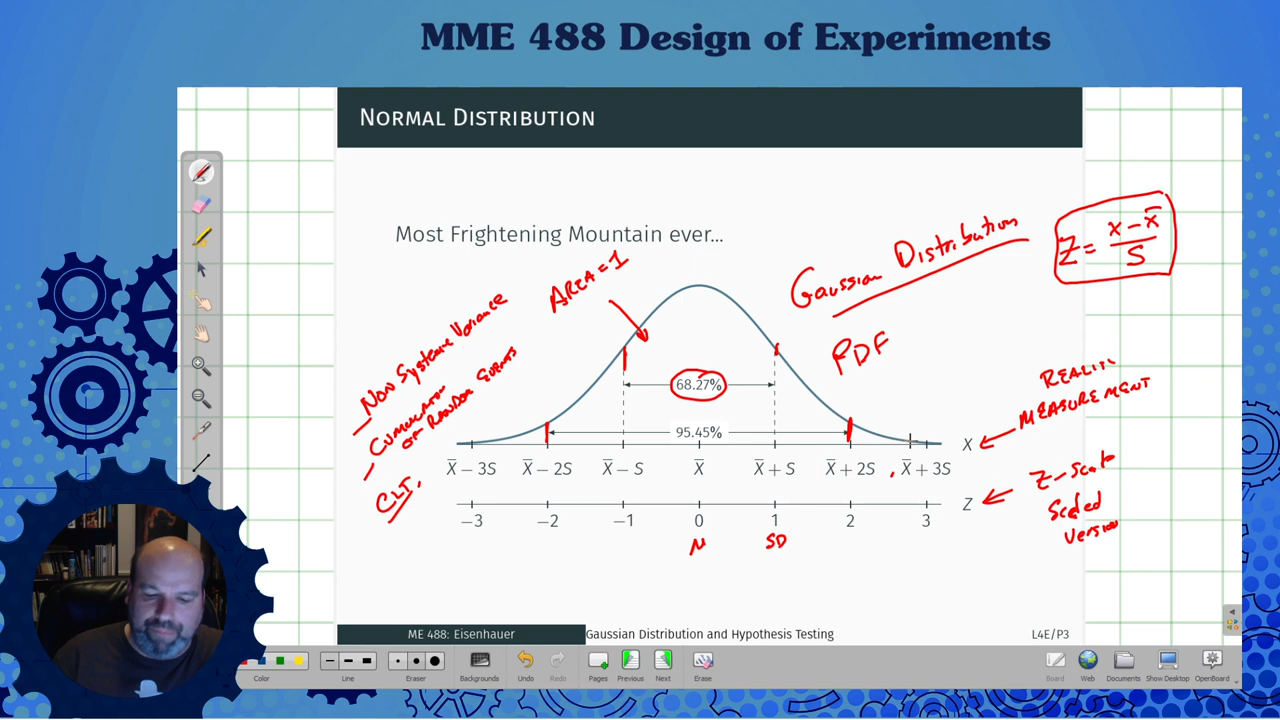 MME 488 Design of Experiments
NORMAL DISTRIBUTION
Most Frightening Mountain ever...
AREA = 1
Gaussian Distribution
PDF
Z = (x - x̄) / S
Non Systemic Variance
Cumulation
of Random Events
CLT.
68.27%
95.45%
REALITY
MEASUREMENT
X
X̄ − 3S X̄ − 2S X̄ − S X̄ X̄ + S X̄ + 2S X̄ + 3S
Z-Scale
Scaled
Version
Z
−3 −2 −1 0 1 2 3
μ SD
ME 488: Eisenhauer Gaussian Distribution and Hypothesis Testing L4E/P3
Color Line Eraser Backgrounds Undo Redo Pages Previous Next Erase Board Web Documents Show Desktop OpenBoard